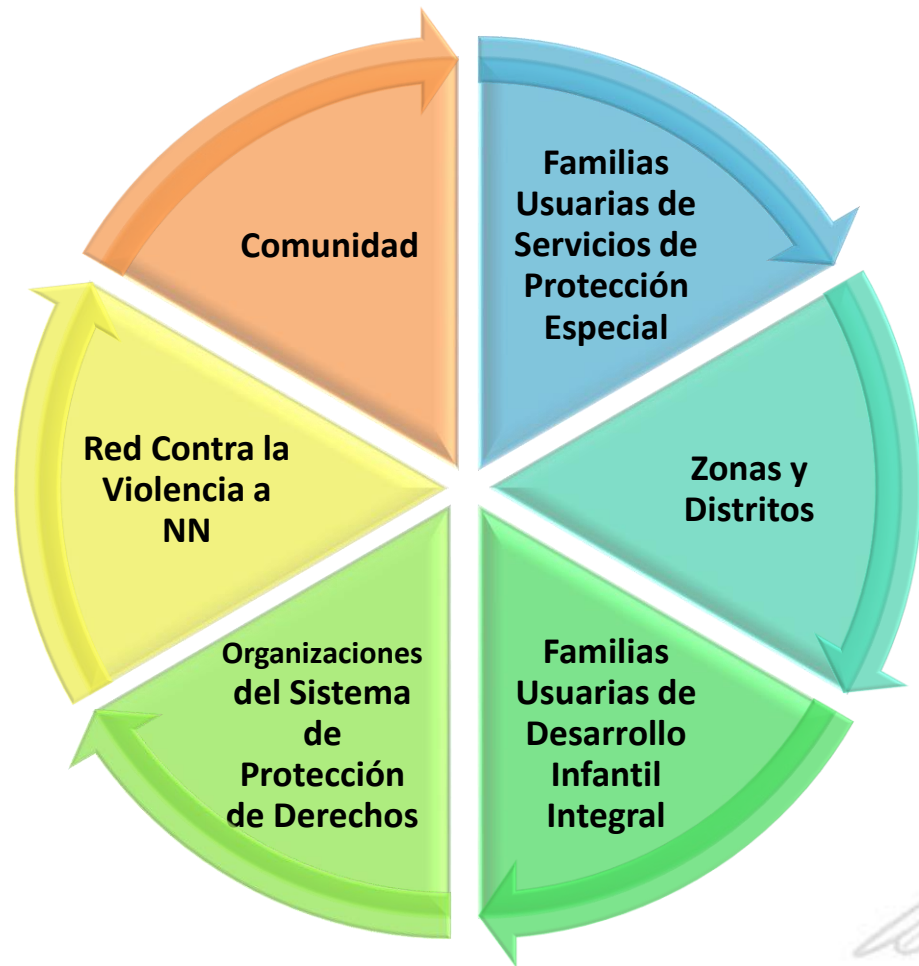 Familias
Usuarias de
Servicios de
Protección
Especial
Zonas y
Distritos
Familias
Usuarias de
Desarrollo
Infantil
Integral
Organizaciones
del Sistema
de
Protección
de Derechos
Red Contra la
Violencia a
NN
Comunidad